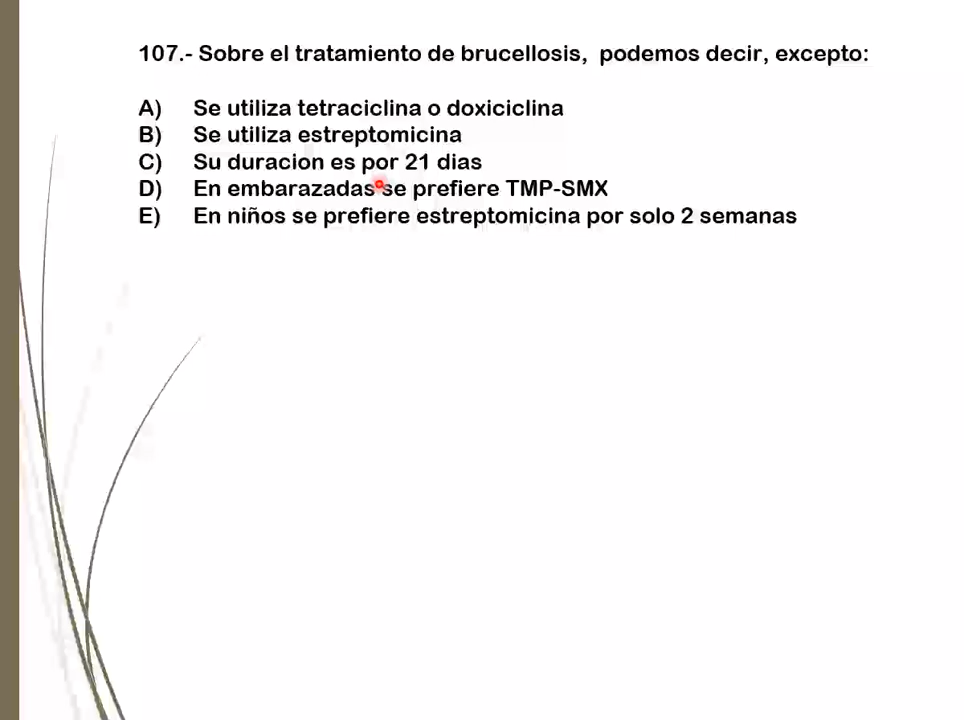 107.- Sobre el tratamiento de brucellosis, podemos decir, excepto:
A) Se utiliza tetraciclina o doxiciclina
B) Se utiliza estreptomicina
C) Su duracion es por 21 dias
D) En embarazadas se prefiere TMP-SMX
E) En niños se prefiere estreptomicina por solo 2 semanas